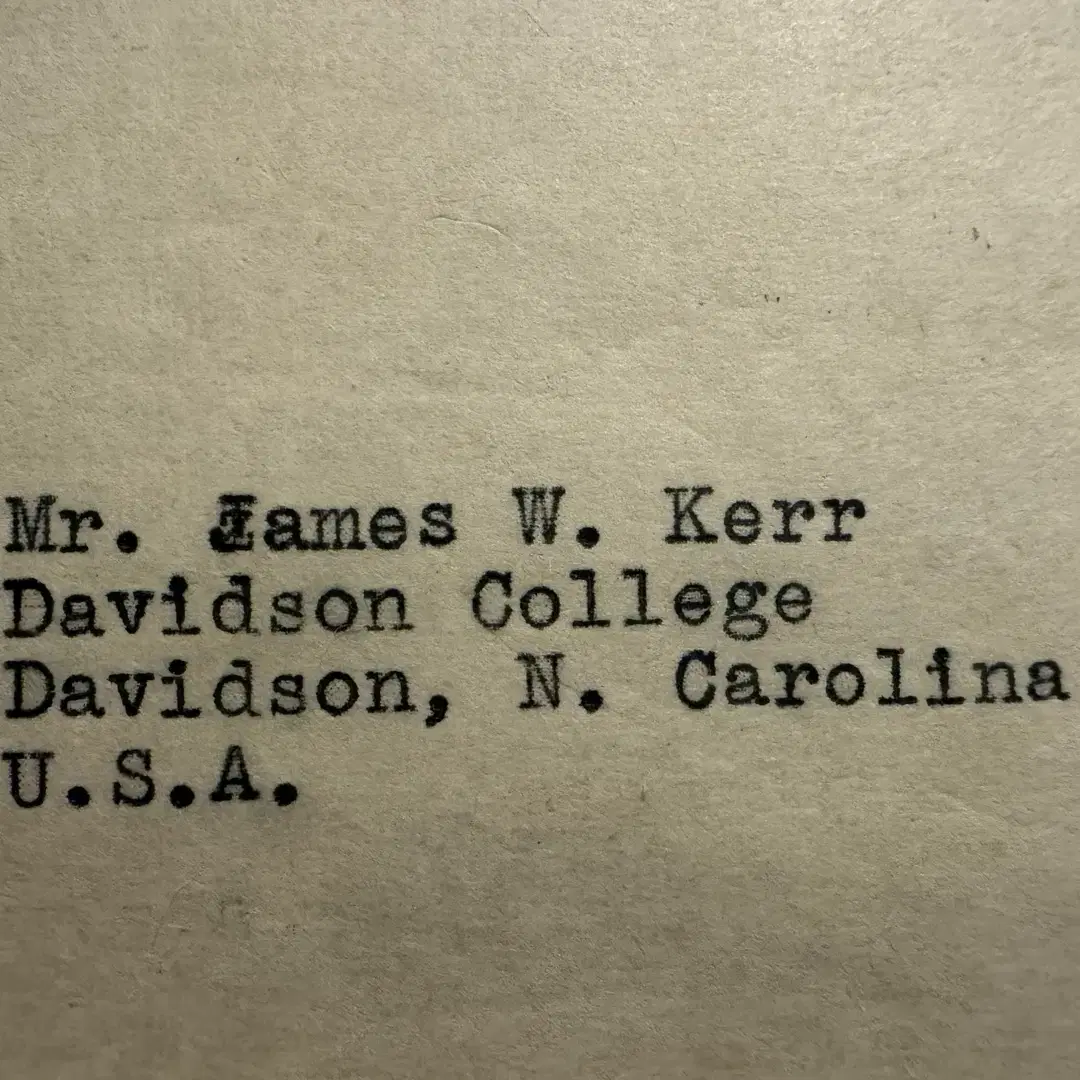 Mr. James W. Kerr
Davidson College
Davidson, N. Carolina
U.S.A.